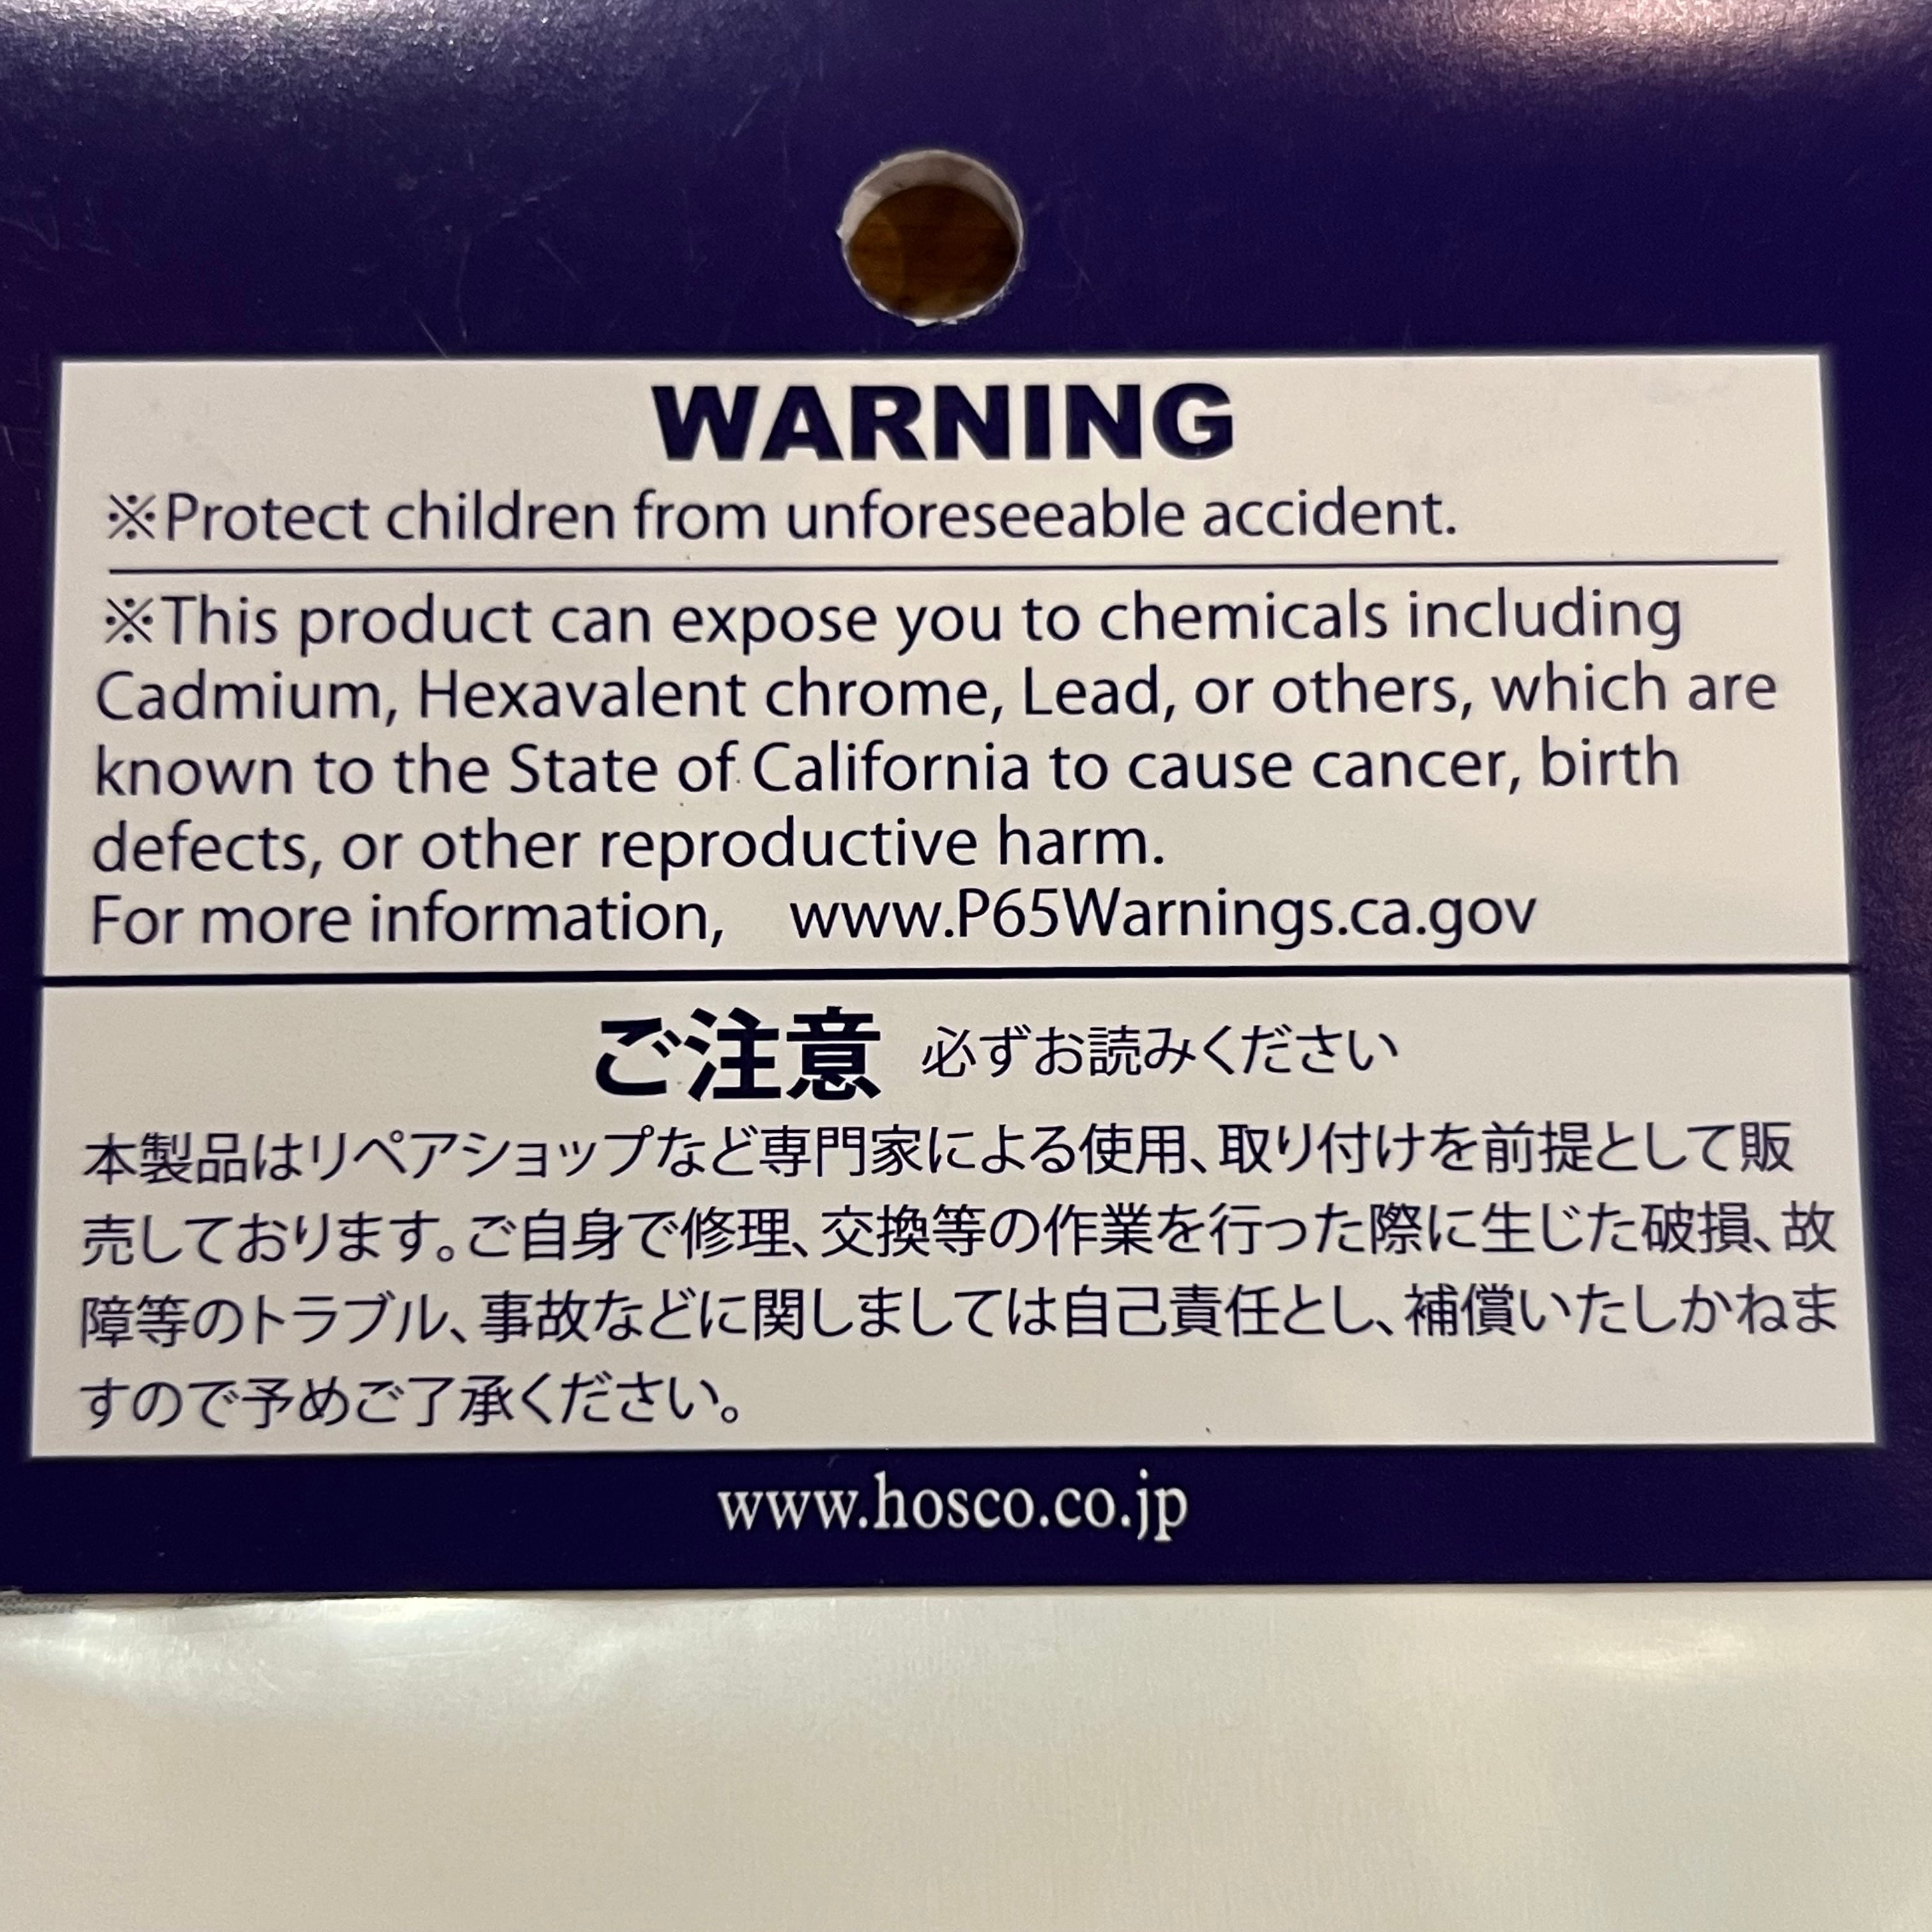 WARNING
※Protect children from unforeseeable accident.
※This product can expose you to chemicals including
Cadmium, Hexavalent chrome, Lead, or others, which are
known to the State of California to cause cancer, birth
defects, or other reproductive harm.
For more information, www.P65Warnings.ca.gov
ご注意 必ずお読みください
本製品はリペアショップなど専門家による使用、取り付けを前提として販
売しております。ご自身で修理、交換等の作業を行った際に生じた破損、故
障等のトラブル、事故などに関しましては自己責任とし、補償いたしかねま
すので予めご了承ください。
www.hosco.co.jp